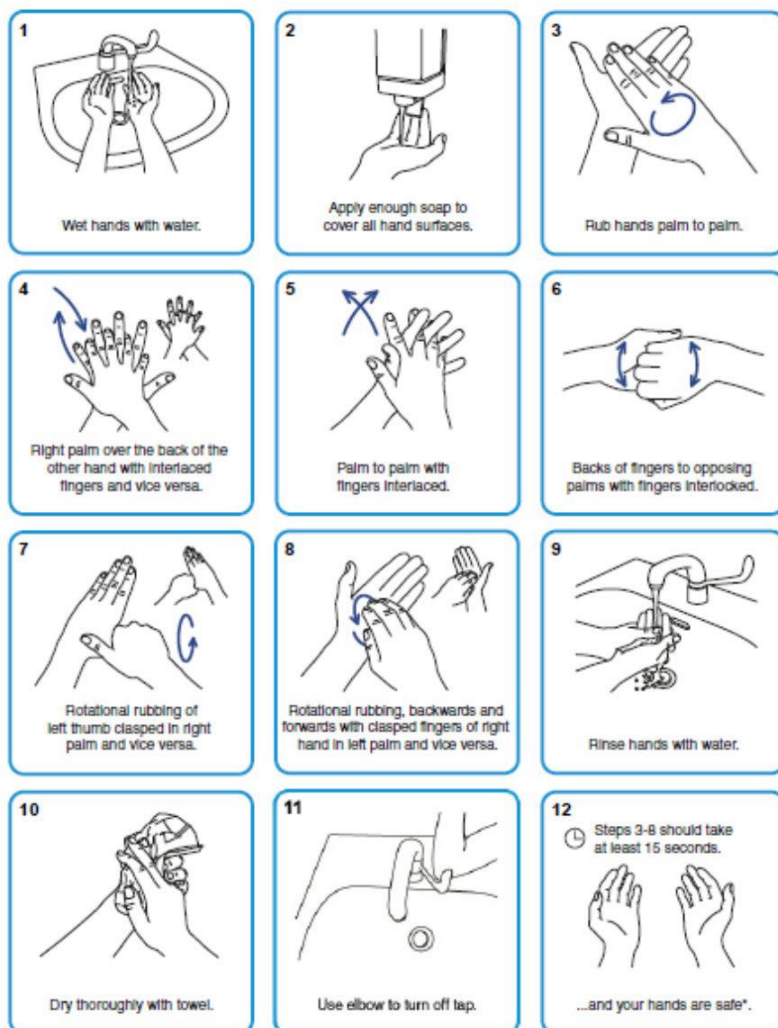 1
Wet hands with water.
2
Apply enough soap to
cover all hand surfaces.
3
Rub hands palm to palm.
4
Right palm over the back of the
other hand with interlaced
fingers and vice versa.
5
Palm to palm with
fingers interlaced.
6
Backs of fingers to opposing
palms with fingers interlocked.
7
Rotational rubbing of
left thumb clasped in right
palm and vice versa.
8
Rotational rubbing, backwards and
forwards with clasped fingers of right
hand in left palm and vice versa.
9
Rinse hands with water.
10
Dry thoroughly with towel.
11
Use elbow to turn off tap.
12
Steps 3-8 should take
at least 15 seconds.
...and your hands are safe*.